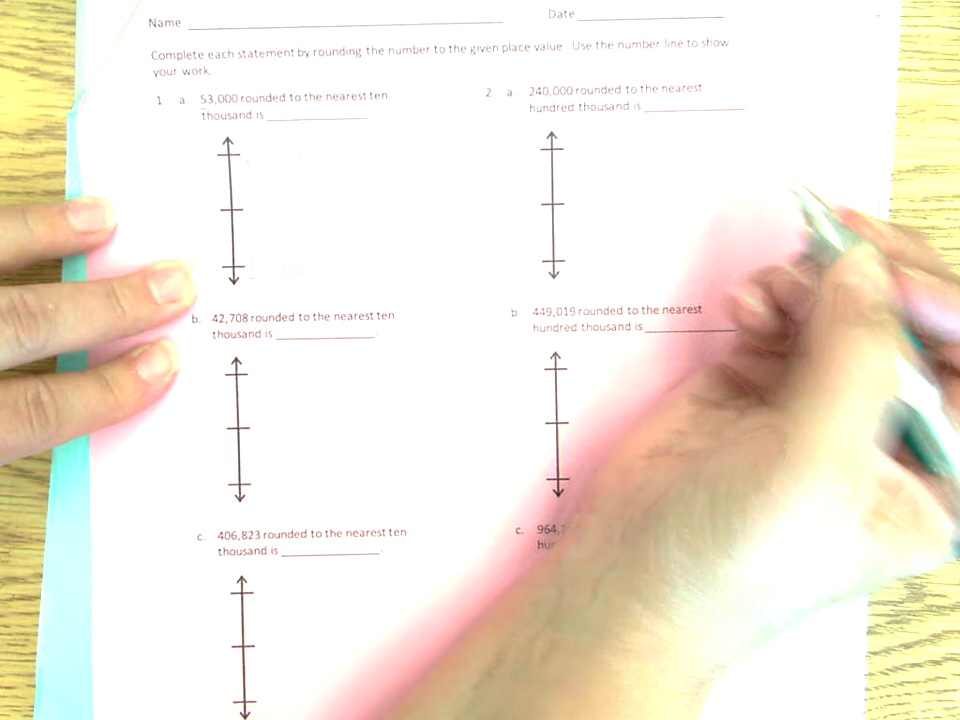 Name
Date
Complete each statement by rounding the number to the given place value Use the number line to show
your work
1. a. 53,000 rounded to the nearest ten
thousand is
b. 42,708 rounded to the nearest ten
thousand is
c. 406,823 rounded to the nearest ten
thousand is
2. a. 240,000 rounded to the nearest
hundred thousand is
b. 449,019 rounded to the nearest
hundred thousand is
c. 964,